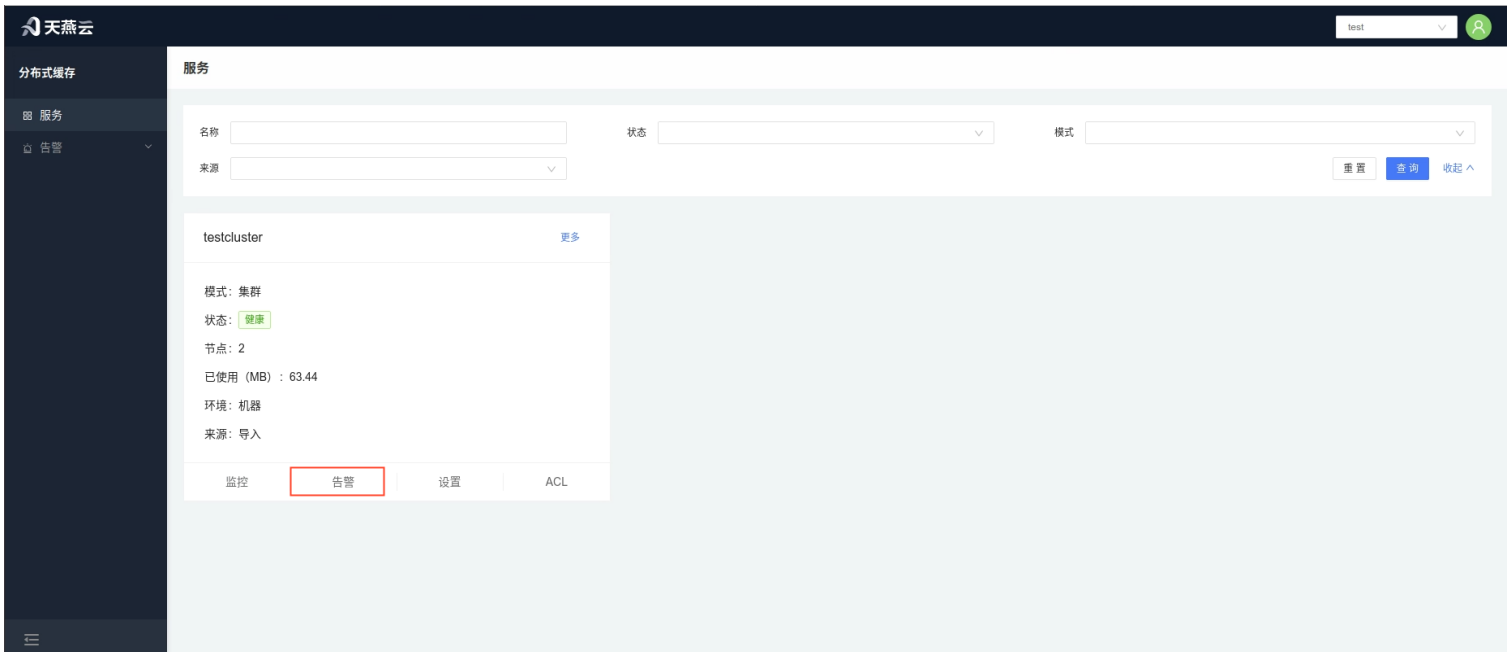 天燕云
test
分布式缓存
服务
服务
告警
名称
状态
模式
来源
重置 查询 收起
testcluster 更多
模式：集群
状态：健康
节点：2
已使用（MB）：63.44
环境：机器
来源：导入
监控 告警 设置 ACL